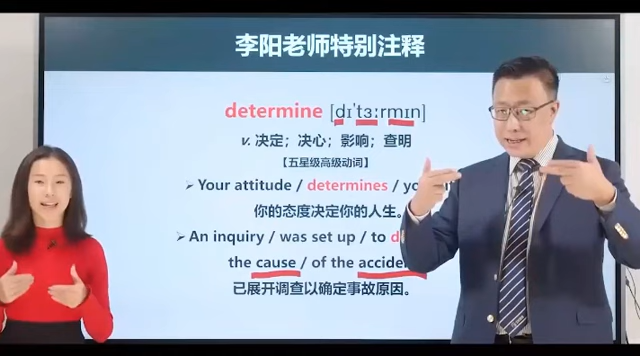 李阳老师特别注释
determine [dɪ'tɜːrmɪn]
v. 决定；决心；影响；查明
【五星级高级动词】
➢ Your attitude / determines /
你的态度决定你的人生。
➢ An inquiry / was set up / to
the cause / of the
已展开调查以确定事故原因。